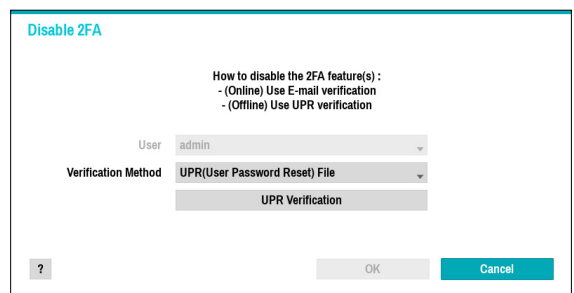 Disable 2FA
How to disable the 2FA feature(s) :
- (Online) Use E-mail verification
- (Offline) Use UPR verification
User admin
Verification Method UPR(User Password Reset) File
UPR Verification
? OK Cancel